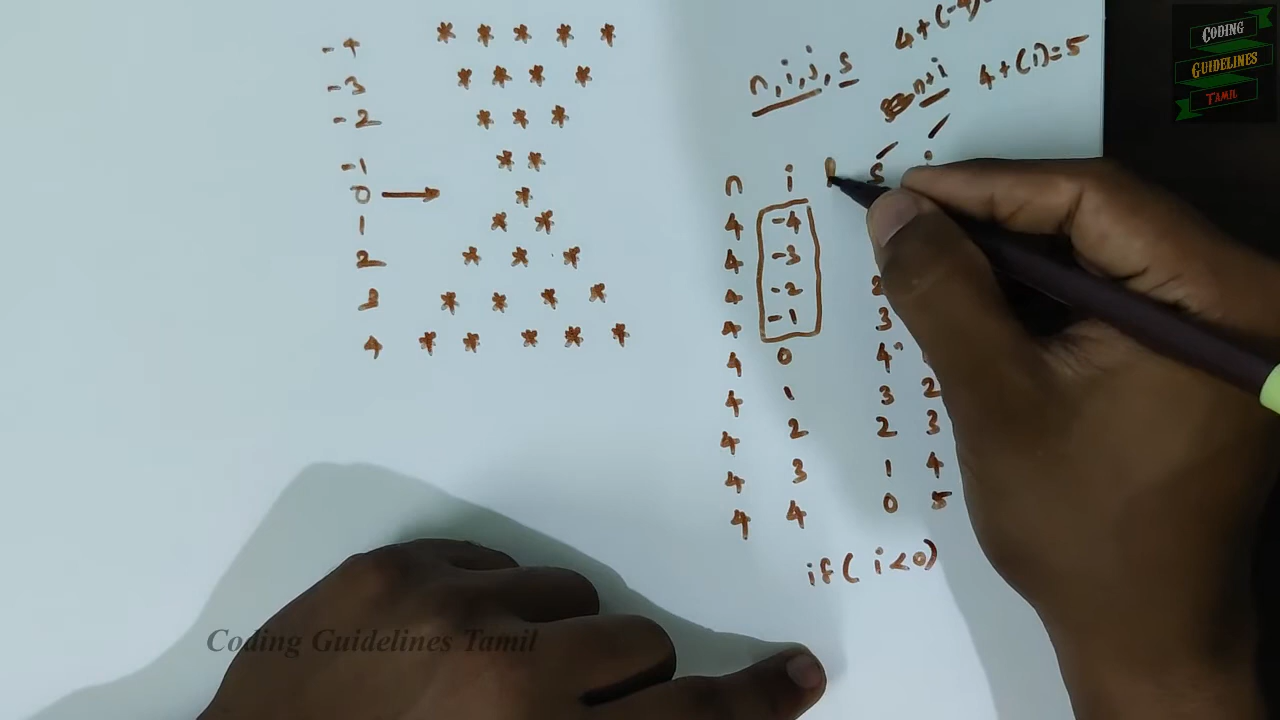 -4 * * * * *
-3 * * * *
-2 * * *
-1 * *
0 → *
1 * *
2 * * *
3 * * * *
4 * * * * *
n, i, j, s
4+(-4)=
n+i
4+(1)=5
n i s
4 -4
4 -3
4 -2 2
4 -1 3
4 0 4
4 1 3 2
4 2 2 3
4 3 1 4
4 4 0 5
if( i<0)
CODING
GUIDELINES
TAMIL
Coding Guidelines Tamil